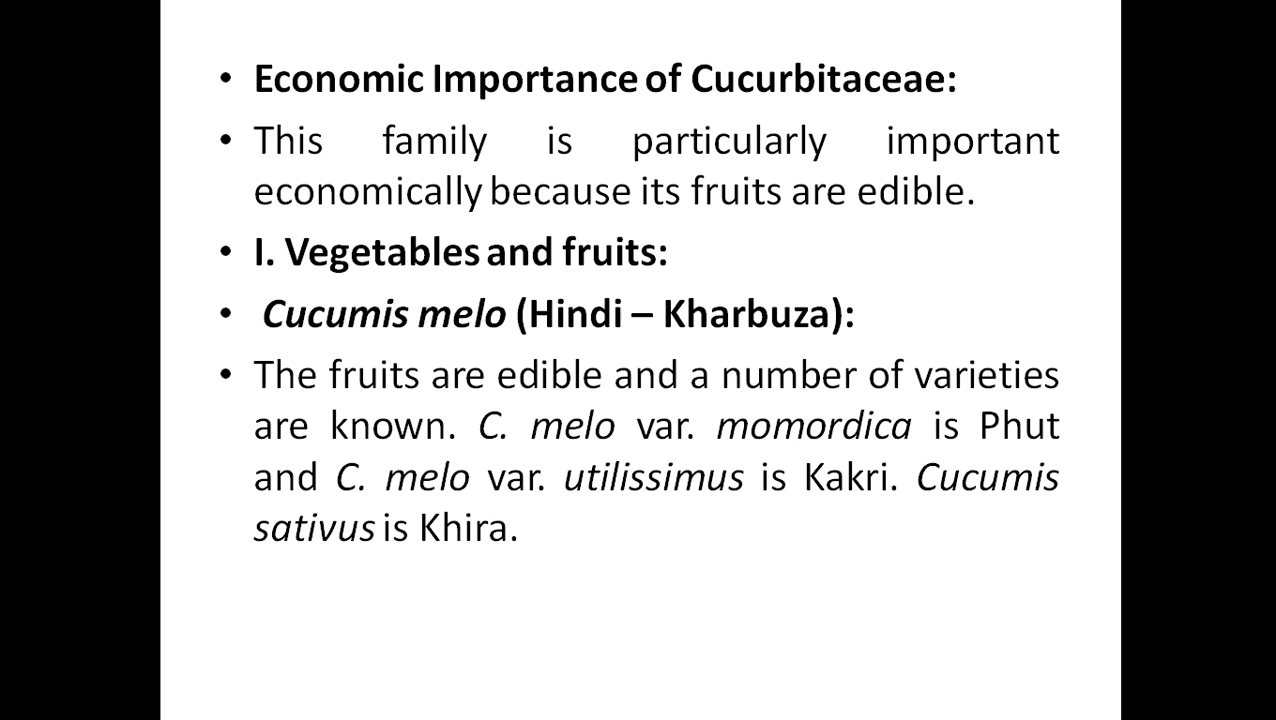 • Economic Importance of Cucurbitaceae:
• This family is particularly important
economically because its fruits are edible.
• I. Vegetables and fruits:
• Cucumis melo (Hindi – Kharbuza):
• The fruits are edible and a number of varieties
are known. C. melo var. momordica is Phut
and C. melo var. utilissimus is Kakri. Cucumis
sativus is Khira.